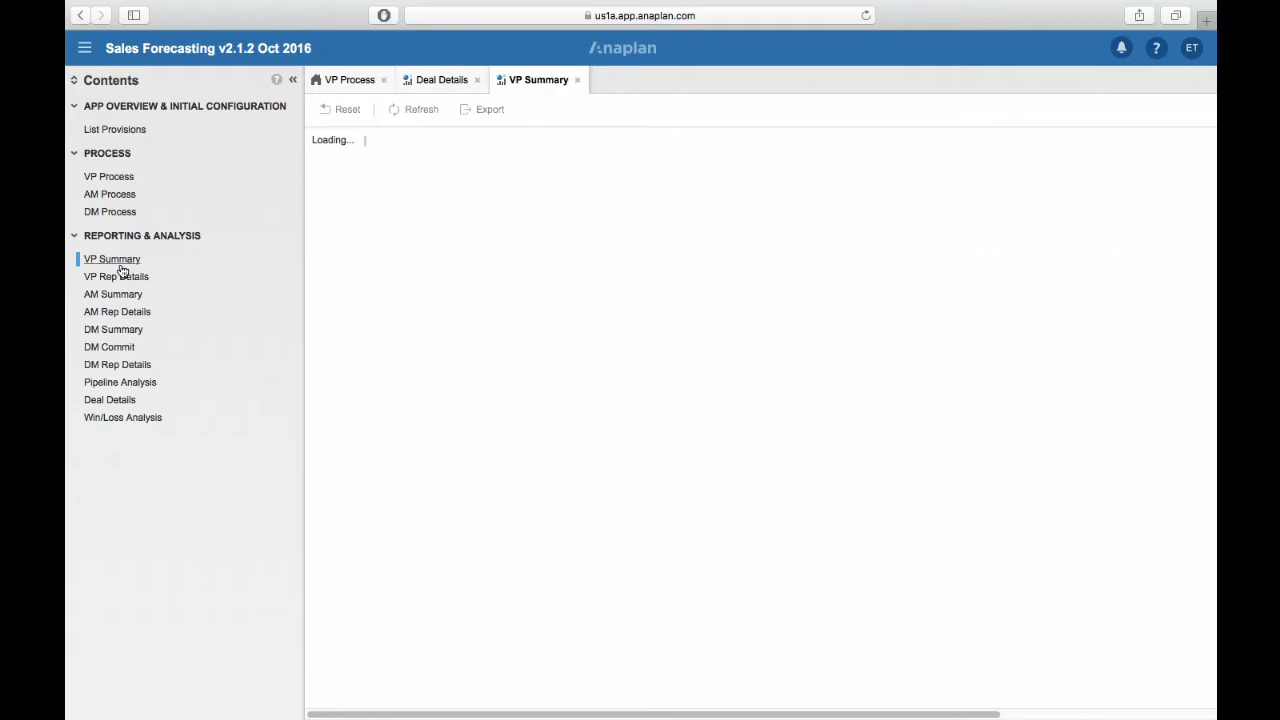 us1a.app.anaplan.com
Sales Forecasting v2.1.2 Oct 2016
Anaplan
?
ET
Contents
?
VP Process
Deal Details
VP Summary
APP OVERVIEW & INITIAL CONFIGURATION
Reset
Refresh
Export
List Provisions
Loading...
PROCESS
VP Process
AM Process
DM Process
REPORTING & ANALYSIS
VP Summary
VP Rep Details
AM Summary
AM Rep Details
DM Summary
DM Commit
DM Rep Details
Pipeline Analysis
Deal Details
Win/Loss Analysis